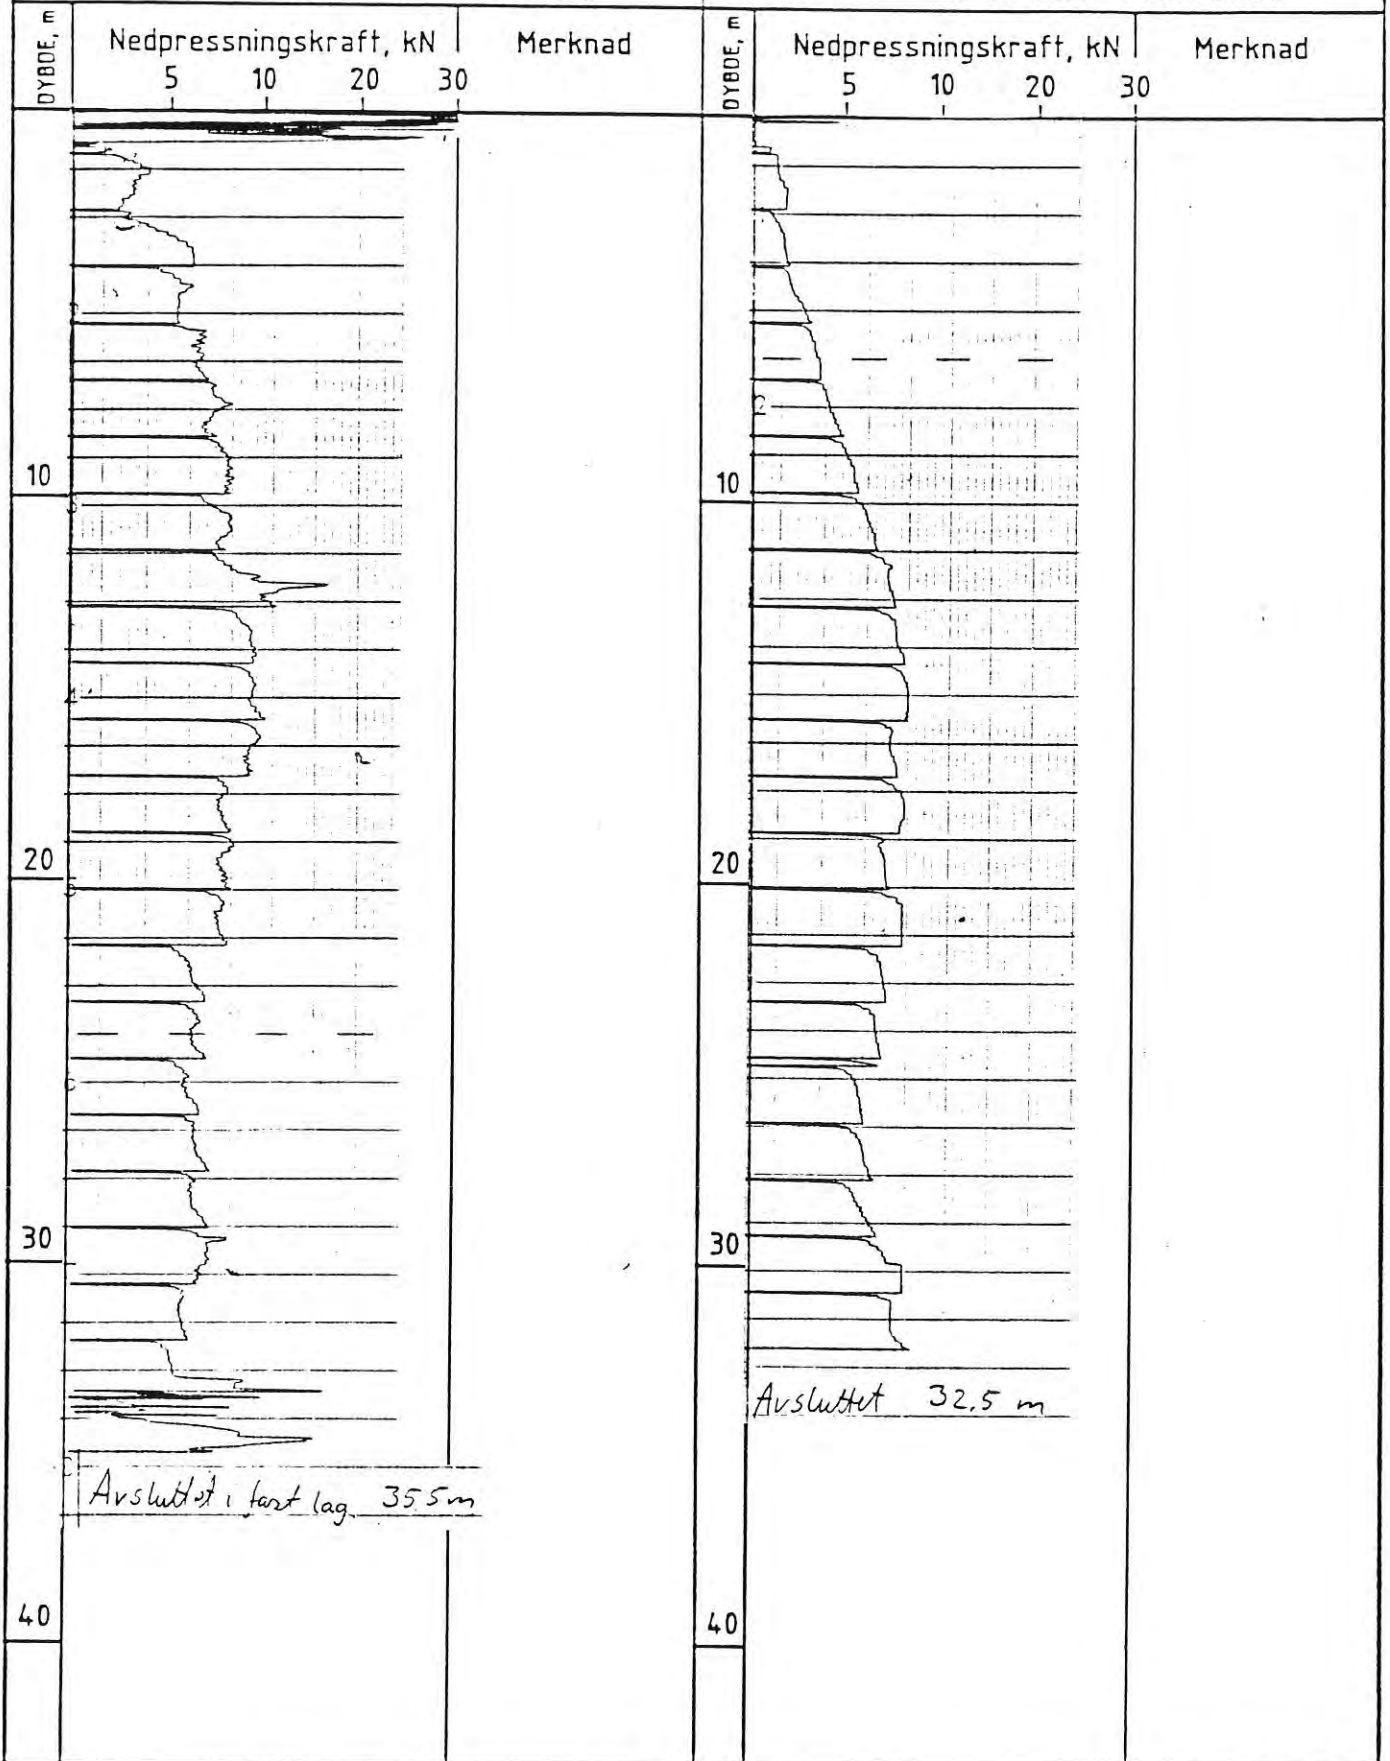 DYBDE, m
Nedpressningskraft, kN
Merknad
5 10 20 30
10
20
30
40
Avsluttet i fast lag 35.5 m
DYBDE, m
Nedpressningskraft, kN
Merknad
5 10 20 30
10
20
30
40
Avsluttet 32.5 m